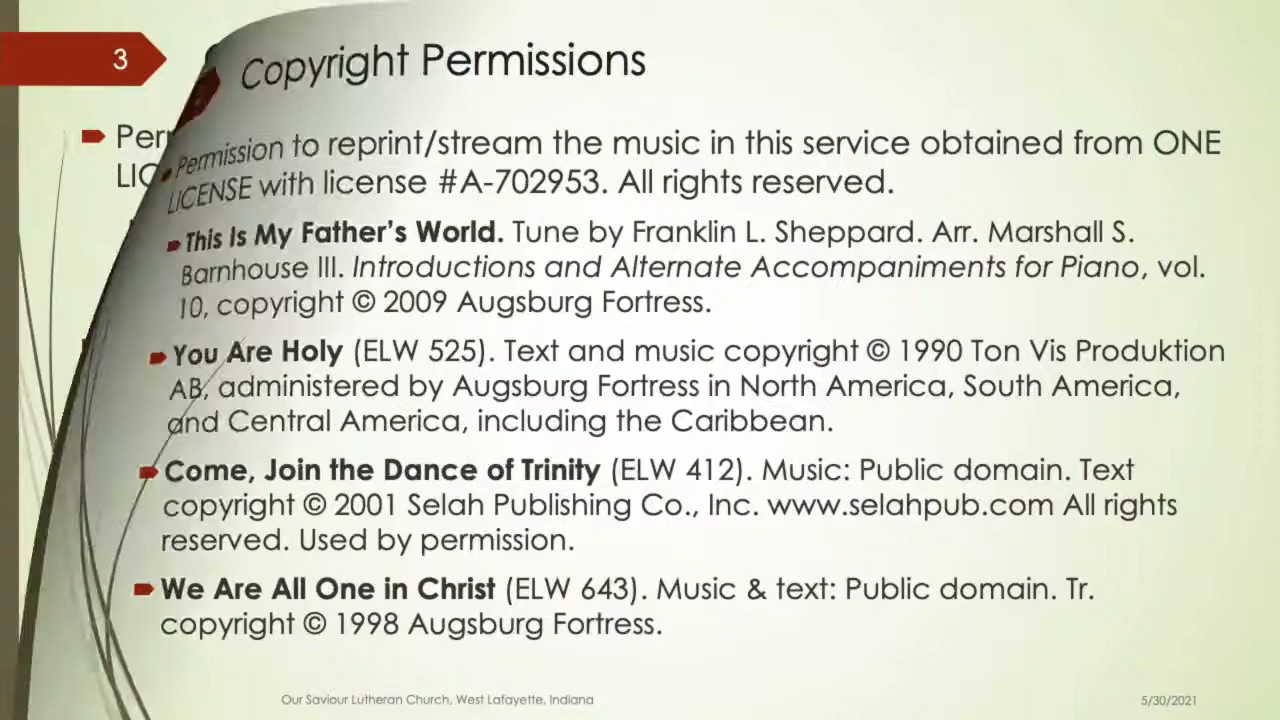 3
Copyright Permissions
Permission to reprint/stream the music in this service obtained from ONE
LICENSE with license #A-702953. All rights reserved.
This Is My Father's World. Tune by Franklin L. Sheppard. Arr. Marshall S.
Barnhouse III. Introductions and Alternate Accompaniments for Piano, vol.
10, copyright © 2009 Augsburg Fortress.
You Are Holy (ELW 525). Text and music copyright © 1990 Ton Vis Produktion
AB, administered by Augsburg Fortress in North America, South America,
and Central America, including the Caribbean.
Come, Join the Dance of Trinity (ELW 412). Music: Public domain. Text
copyright © 2001 Selah Publishing Co., Inc. www.selahpub.com All rights
reserved. Used by permission.
We Are All One in Christ (ELW 643). Music & text: Public domain. Tr.
copyright © 1998 Augsburg Fortress.
Our Saviour Lutheran Church, West Lafayette, Indiana
5/30/2021